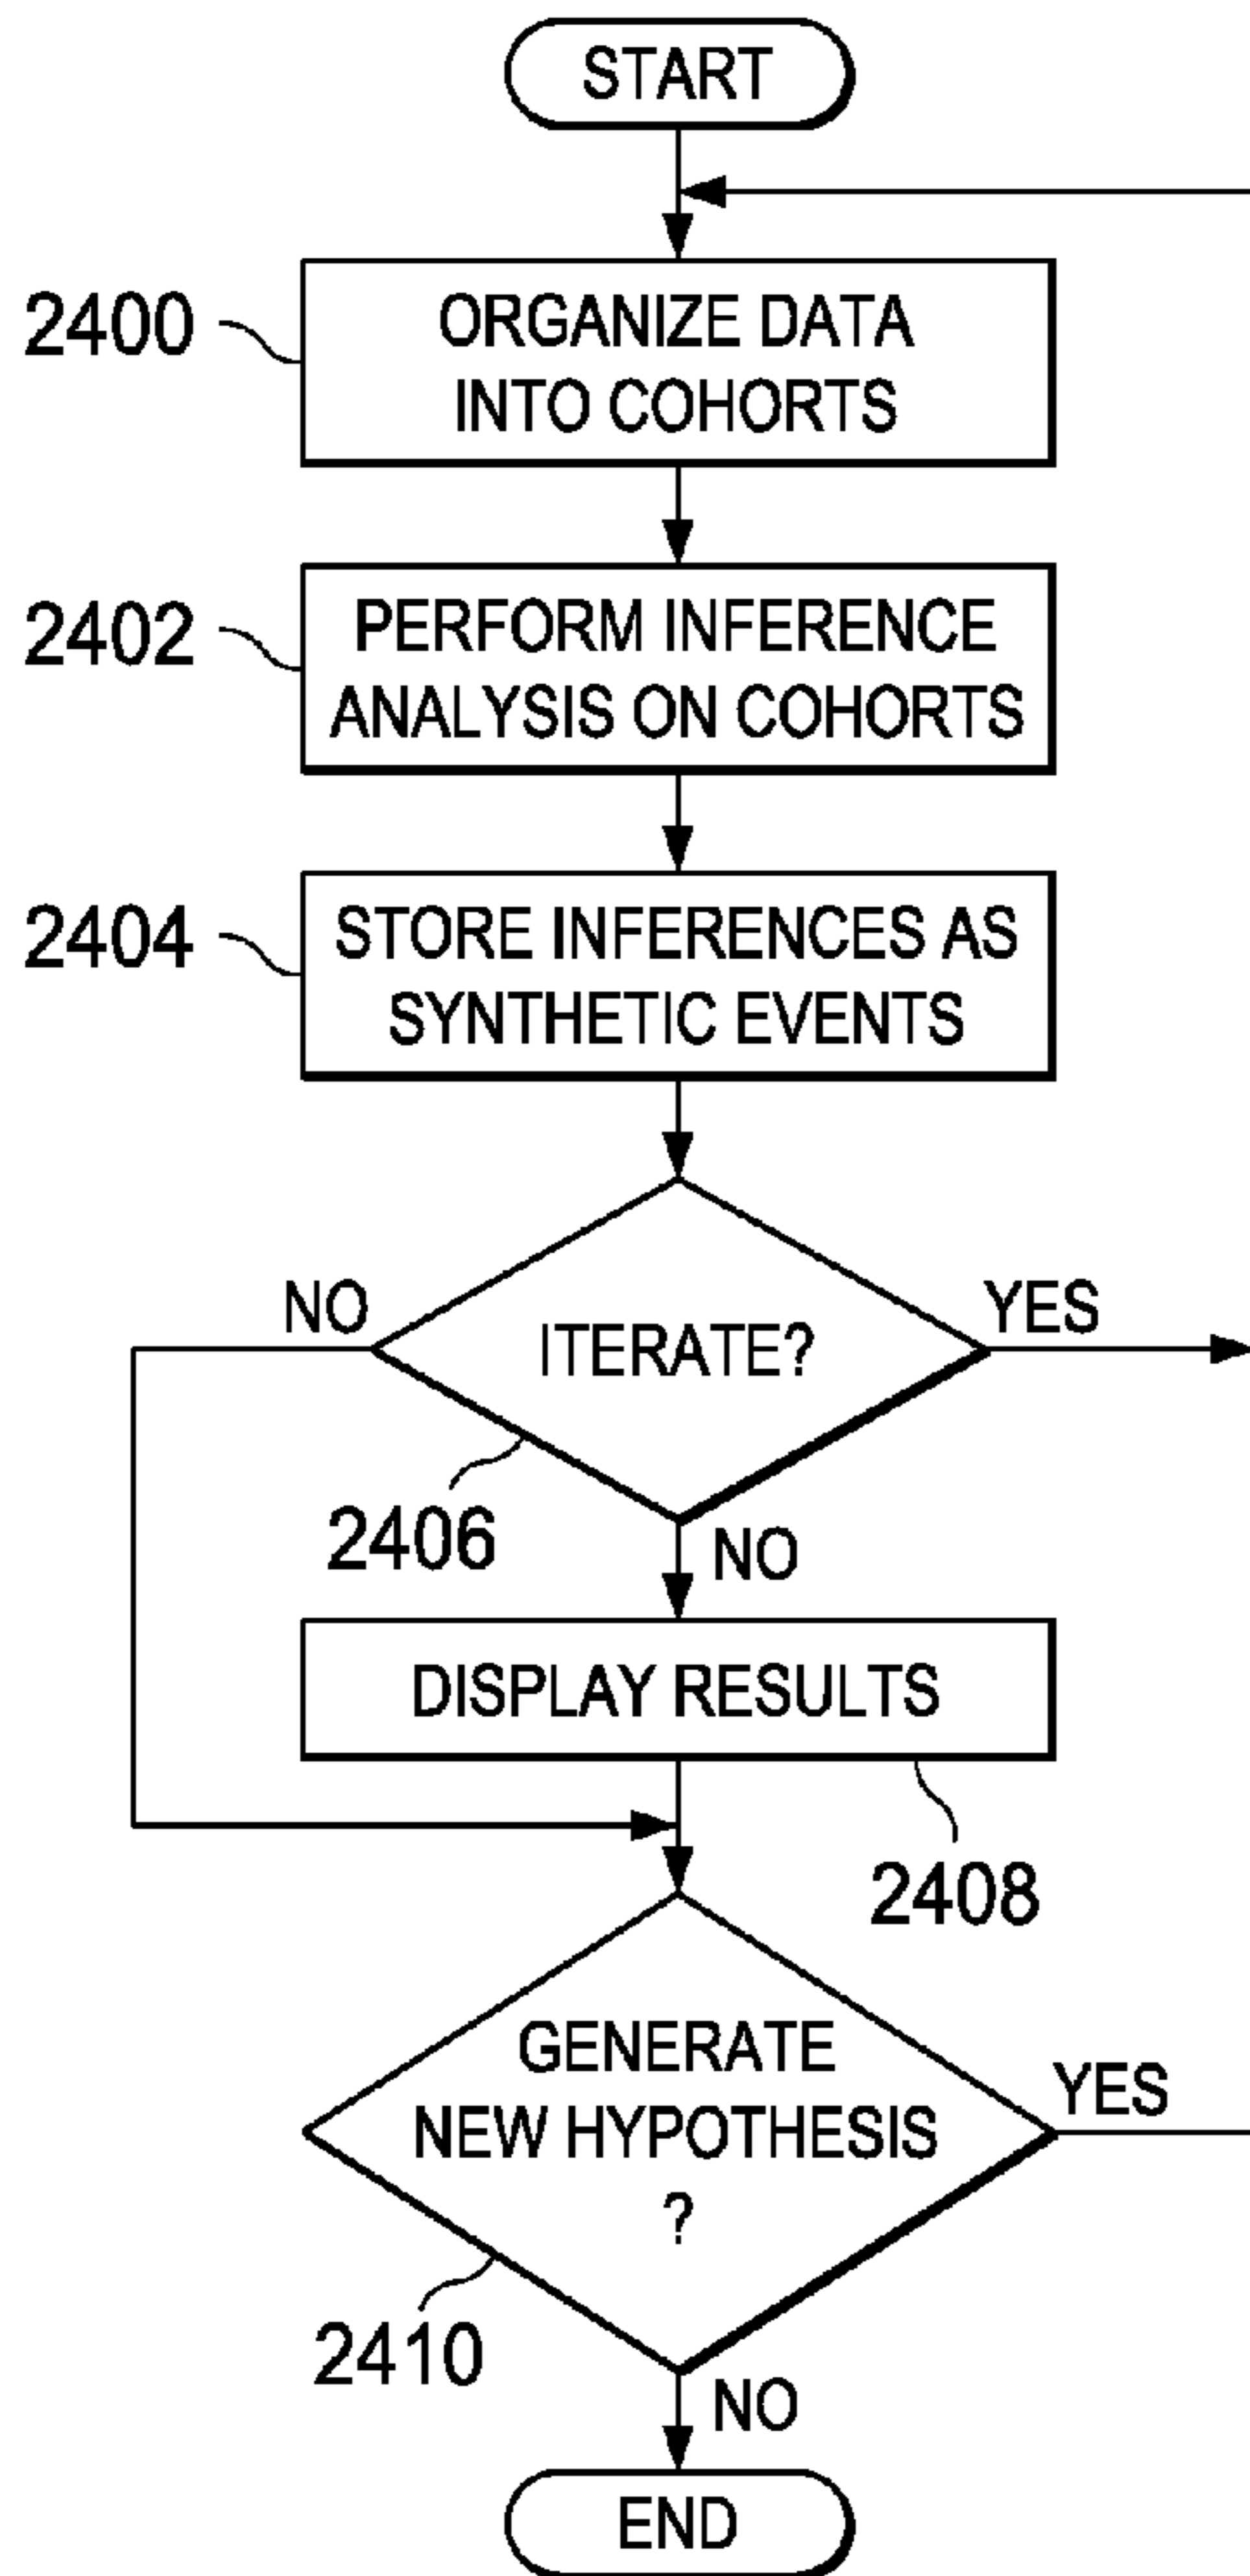 START
2400
ORGANIZE DATA
INTO COHORTS
2402
PERFORM INFERENCE
ANALYSIS ON COHORTS
2404
STORE INFERENCES AS
SYNTHETIC EVENTS
NO
ITERATE?
YES
2406
NO
DISPLAY RESULTS
2408
GENERATE
NEW HYPOTHESIS
?
YES
2410
NO
END